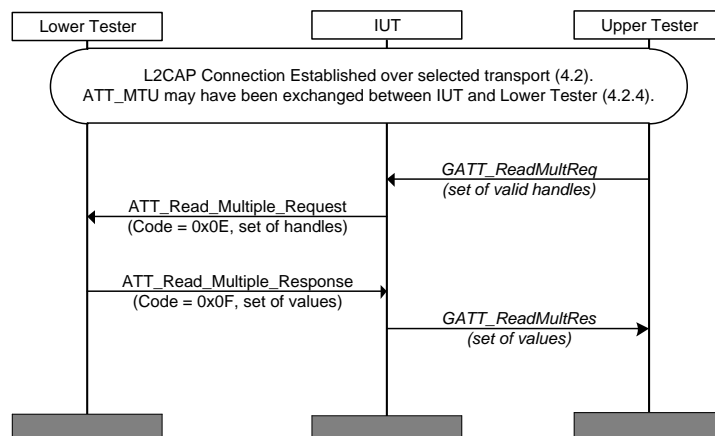 Lower Tester
IUT
Upper Tester
L2CAP Connection Established over selected transport (4.2).
ATT_MTU may have been exchanged between IUT and Lower Tester (4.2.4).
GATT_ReadMultReq
(set of valid handles)
ATT_Read_Multiple_Request
(Code = 0x0E, set of handles)
ATT_Read_Multiple_Response
(Code = 0x0F, set of values)
GATT_ReadMultRes
(set of values)